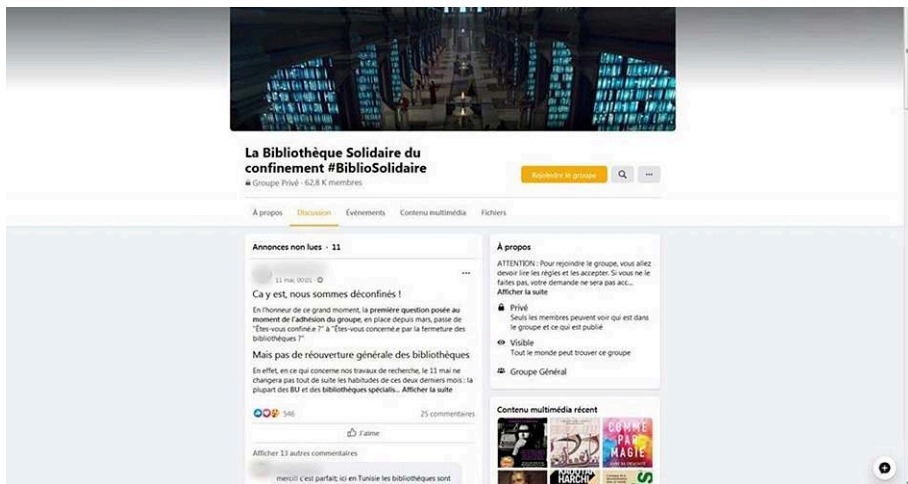 La Bibliothèque Solidaire du
confinement #BiblioSolidaire
Groupe Privé · 62,8 K membres
Rejoindre le groupe
À propos
Discussion
Événements
Contenu multimédia
Fichiers
Annonces non lues · 11
11 mai, 00:01
Ca y est, nous sommes déconfinés !
En l'honneur de ce grand moment, la première question posée au
moment de l'adhésion du groupe, en place depuis mars, passe de
"Êtes-vous confiné.e ?" à "Êtes-vous concerné.e par la fermeture des
bibliothèques ?"
Mais pas de réouverture générale des bibliothèques
En effet, en ce qui concerne nos travaux de recherche, le 11 mai ne
changera pas tout de suite les habitudes de ces deux derniers mois : la
plupart des BU et des bibliothèques spécialis... Afficher la suite
546
25 commentaires
J'aime
Afficher 13 autres commentaires
merciii c'est parfait; ici en Tunisie les bibliothèques sont
À propos
ATTENTION : Pour rejoindre le groupe, vous allez
devoir lire les règles et les accepter. Si vous ne le
faites pas, votre demande ne sera pas acc...
Afficher la suite
Privé
Seuls les membres peuvent voir qui est dans
le groupe et ce qui est publié
Visible
Tout le monde peut trouver ce groupe
Groupe Général
Contenu multimédia récent
COMME
PAR
MAGIE
HARCHI